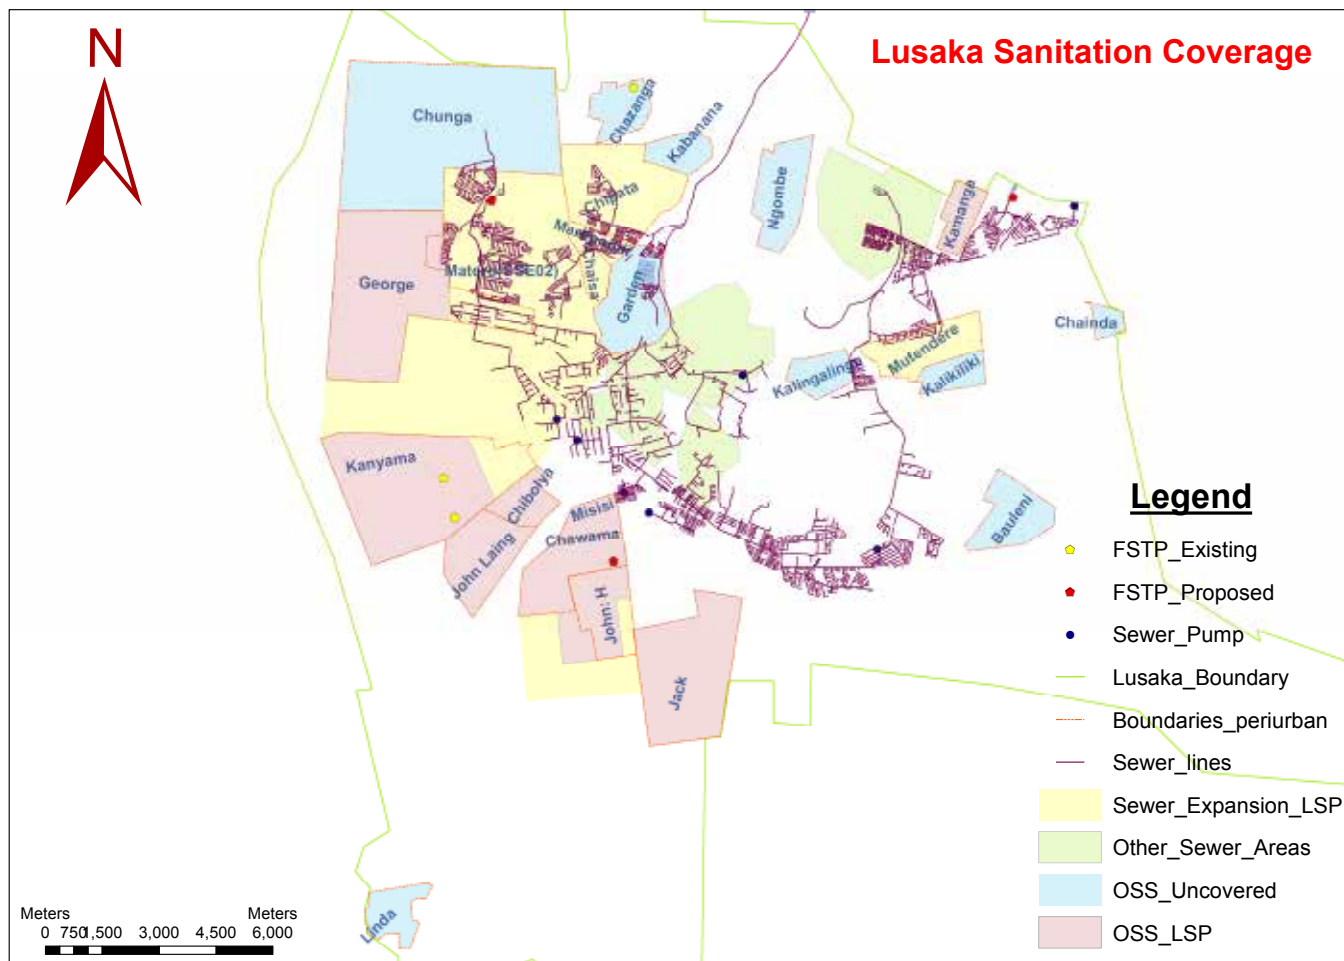 Lusaka Sanitation Coverage
N
Chunga
Chazanga
Kabanana
Ngombe
Chipata
Kamanga
George
Garden
Chainda
Mutendere
Kalingalinga
Kalikiliki
Kanyama
Chibolya
Misisi
Chawama
John Laing
John: H
Bauleni
Jack
Linda
Legend
FSTP_Existing
FSTP_Proposed
Sewer_Pump
Lusaka_Boundary
Boundaries_periurban
Sewer_lines
Sewer_Expansion_LSP
Other_Sewer_Areas
OSS_Uncovered
OSS_LSP
Meters Meters
0 750 1,500 3,000 4,500 6,000